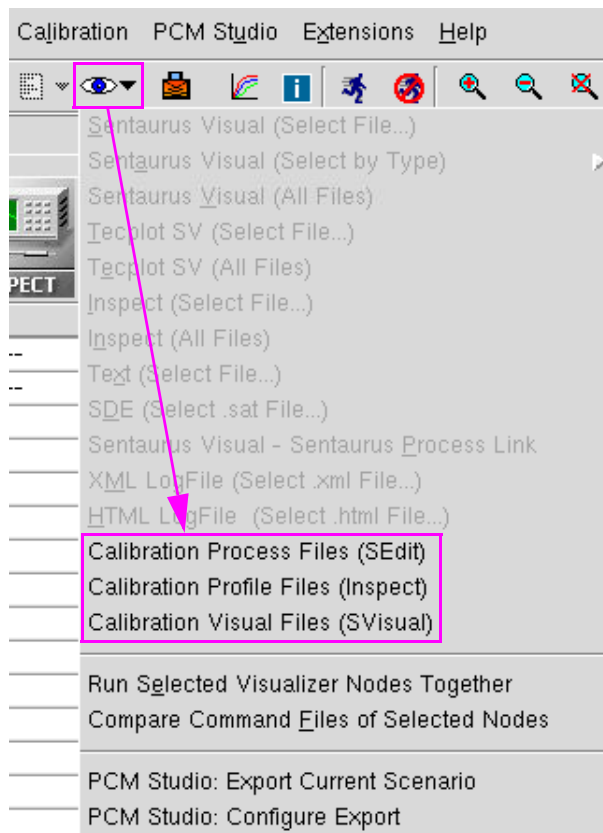 Calibration PCM Studio Extensions Help
Sentaurus Visual (Select File...)
Sentaurus Visual (Select by Type)
Sentaurus Visual (All Files)
Tecplot SV (Select File...)
Tecplot SV (All Files)
PECT
Inspect (Select File...)
Inspect (All Files)
--
Text (Select File...)
--
SDE (Select .sat File...)
Sentaurus Visual - Sentaurus Process Link
XML LogFile (Select .xml File...)
HTML LogFile (Select .html File...)
Calibration Process Files (SEdit)
Calibration Profile Files (Inspect)
Calibration Visual Files (SVisual)
Run Selected Visualizer Nodes Together
Compare Command Files of Selected Nodes
PCM Studio: Export Current Scenario
PCM Studio: Configure Export